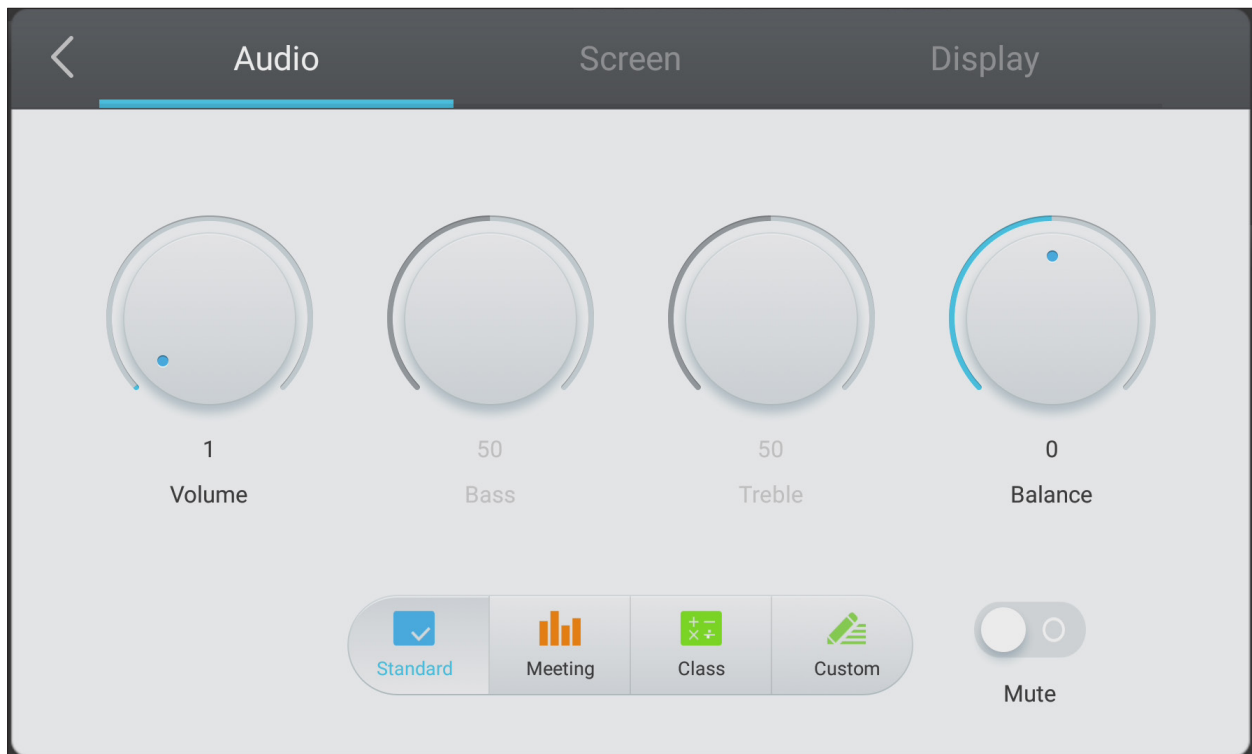 Audio Screen Display
1 50 50 0
Volume Bass Treble Balance
Standard Meeting Class Custom
Mute